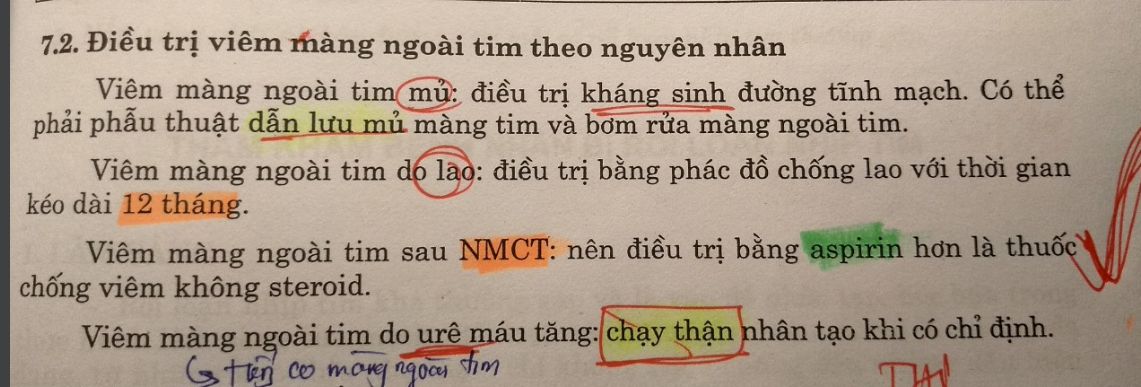 7.2. Điều trị viêm màng ngoài tim theo nguyên nhân
Viêm màng ngoài tim mủ: điều trị kháng sinh đường tĩnh mạch. Có thể
phải phẫu thuật dẫn lưu mủ màng tim và bơm rửa màng ngoài tim.
Viêm màng ngoài tim do lao: điều trị bằng phác đồ chống lao với thời gian
kéo dài 12 tháng.
Viêm màng ngoài tim sau NMCT: nên điều trị bằng aspirin hơn là thuốc
chống viêm không steroid.
Viêm màng ngoài tim do urê máu tăng: chạy thận nhân tạo khi có chỉ định.
co màng ngoài tim